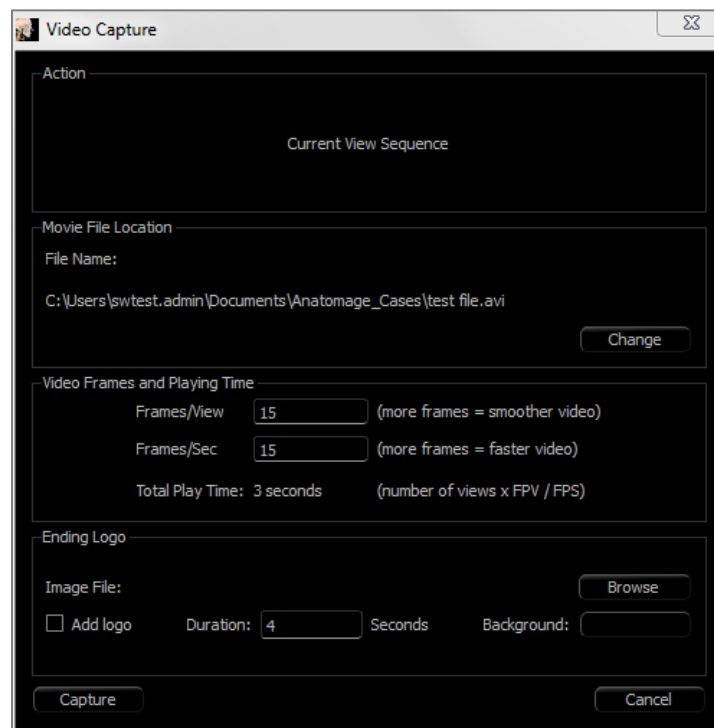 Video Capture
Action
Current View Sequence
Movie File Location
File Name:
C:\Users\swtest.admin\Documents\Anatomage_Cases\test file.avi
Change
Video Frames and Playing Time
Frames/View 15 (more frames = smoother video)
Frames/Sec 15 (more frames = faster video)
Total Play Time: 3 seconds (number of views x FPV / FPS)
Ending Logo
Image File: Browse
Add logo Duration: 4 Seconds Background:
Capture Cancel